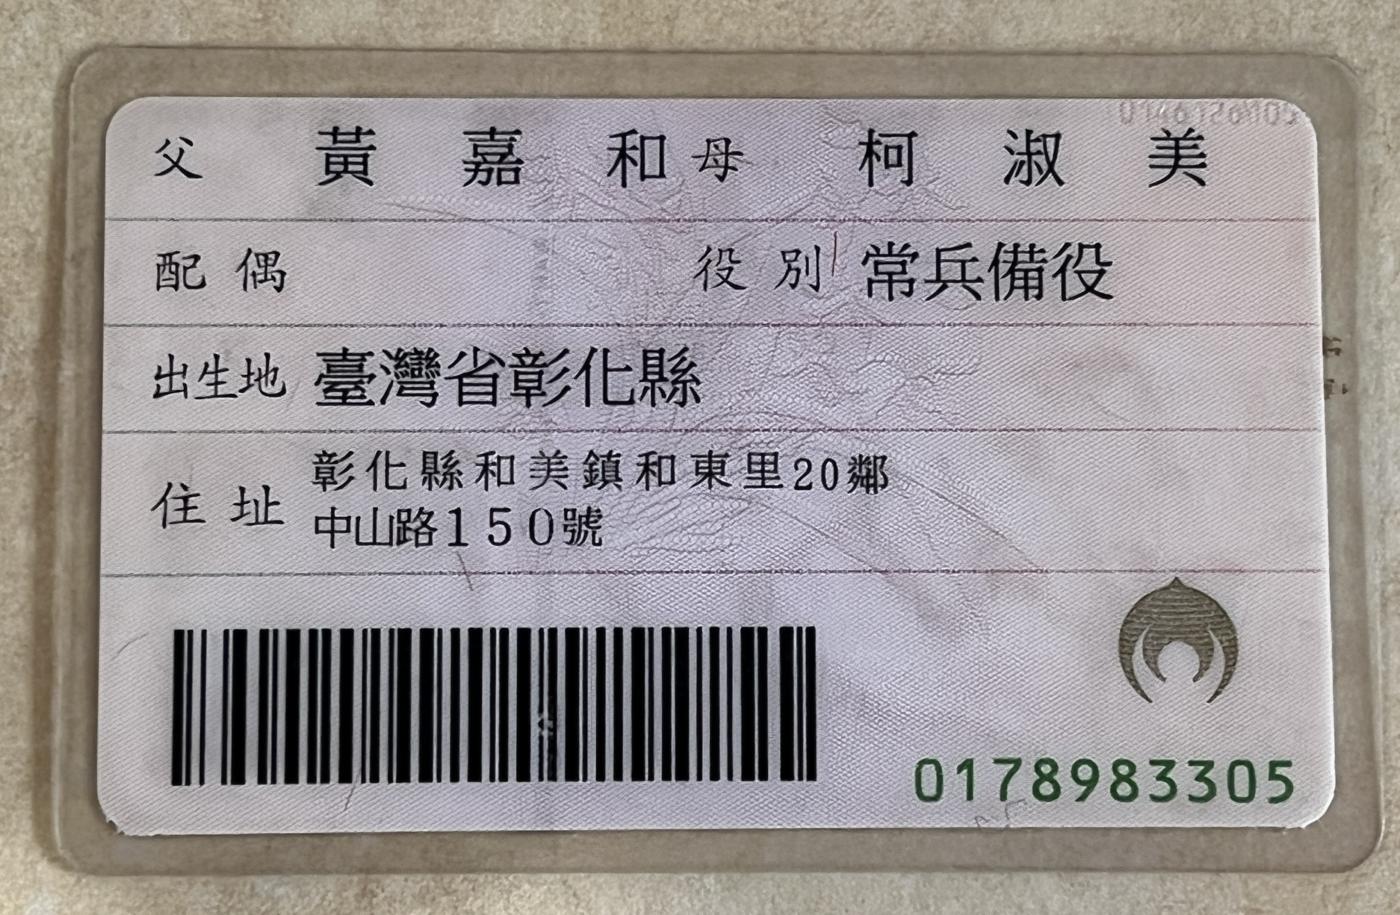 父 黃嘉和 母 柯淑美
配偶 役別 常兵備役
出生地 臺灣省彰化縣
住址 彰化縣和美鎮和東里20鄰
中山路150號
0178983305